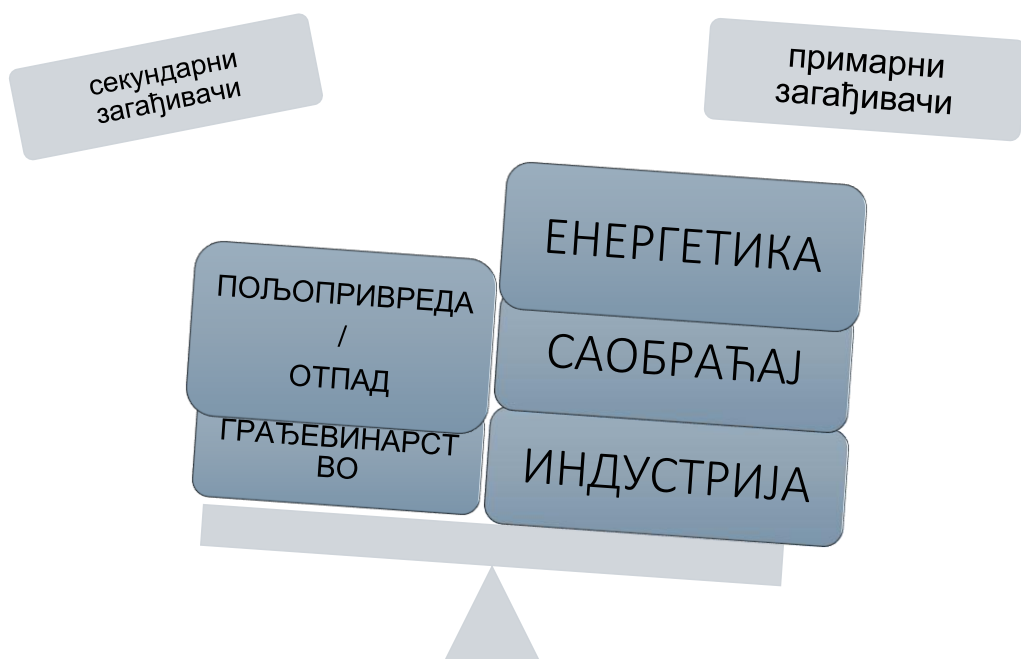 секундарни
загађивачи
примарни
загађивачи
ПОЉОПРИВРЕДА
/
ОТПАД
ГРАЂЕВИНАРСТ
ВО
ЕНЕРГЕТИКА
САОБРАЋАЈ
ИНДУСТРИЈА